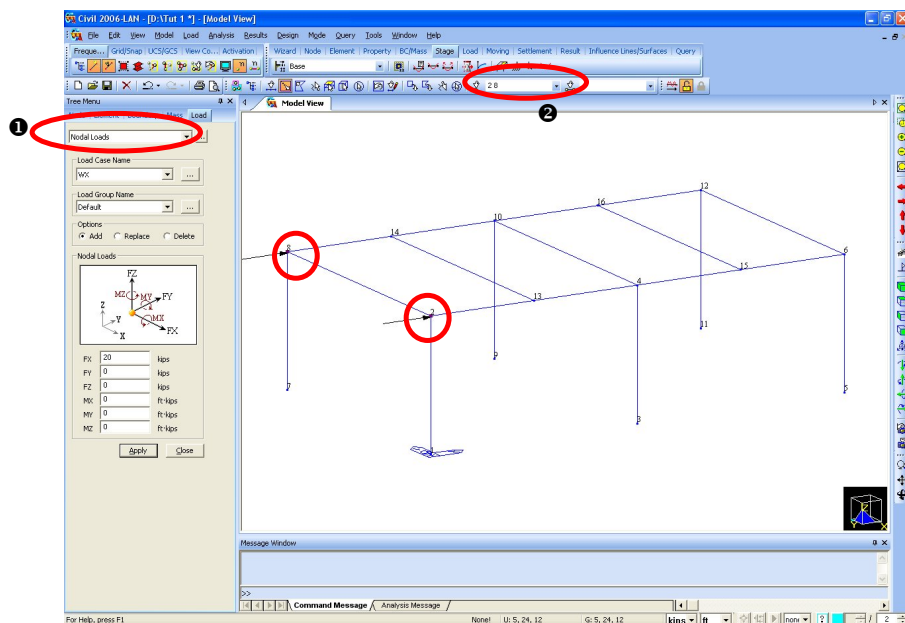 Civil 2006-LAN - [D:\Tut 1 *] - [Model View]
File Edit View Model Load Analysis Results Design Mode Query Tools Window Help
Freque... Grid/Snap UCS/GCS View Co... Activation Wizard Node Element Property BC/Mass Stage Load Moving Settlement Result Influence Lines/Surfaces Query
Base
2 8
Tree Menu
Mass Load
Model View
❶
❷
Nodal Loads
...
Load Case Name
WX
...
Load Group Name
Default
...
Options
Add Replace Delete
Nodal Loads
FZ
MZ MY FY
MX
FX
Z
Y
X
FX 20 kips
FY 0 kips
FZ 0 kips
MX 0 ft·kips
MY 0 ft·kips
MZ 0 ft·kips
Apply Close
12
16
10
14
8
6
15
4
13
2
11
9
7
5
3
1
Message Window
>>
Command Message Analysis Message
For Help, press F1
None! U: 5, 24, 12 G: 5, 24, 12 kips ft non ? / 2